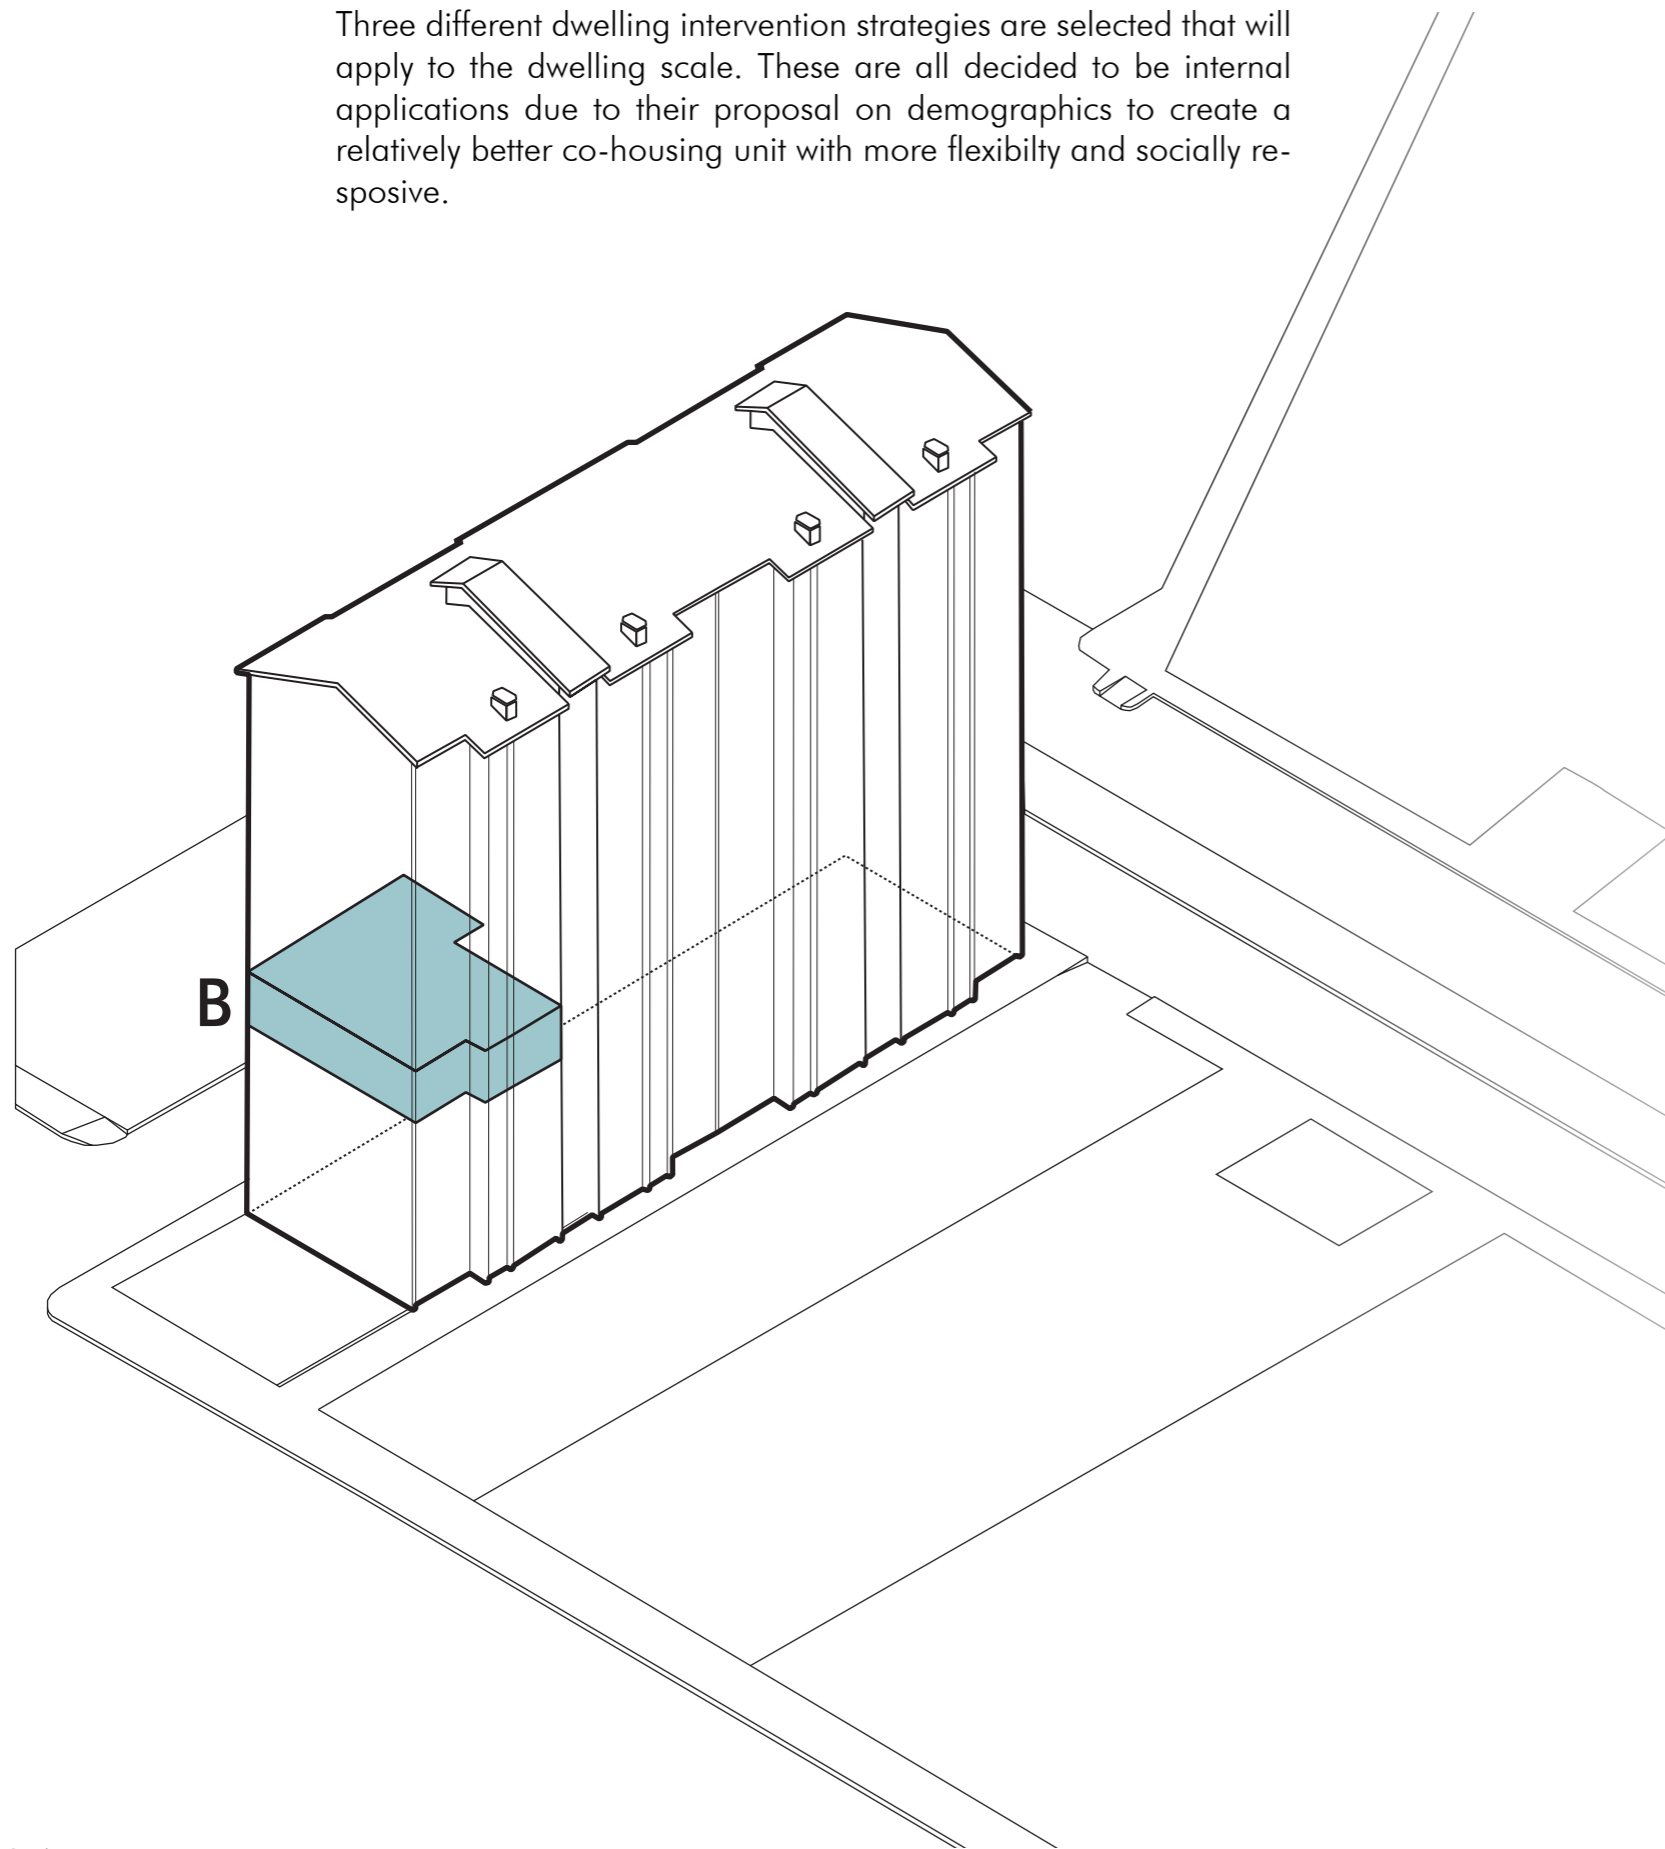 Three different dwelling intervention strategies are selected that will
apply to the dwelling scale. These are all decided to be internal
applications due to their proposal on demographics to create a
relatively better co-housing unit with more flexibilty and socially re-
sposive.
B